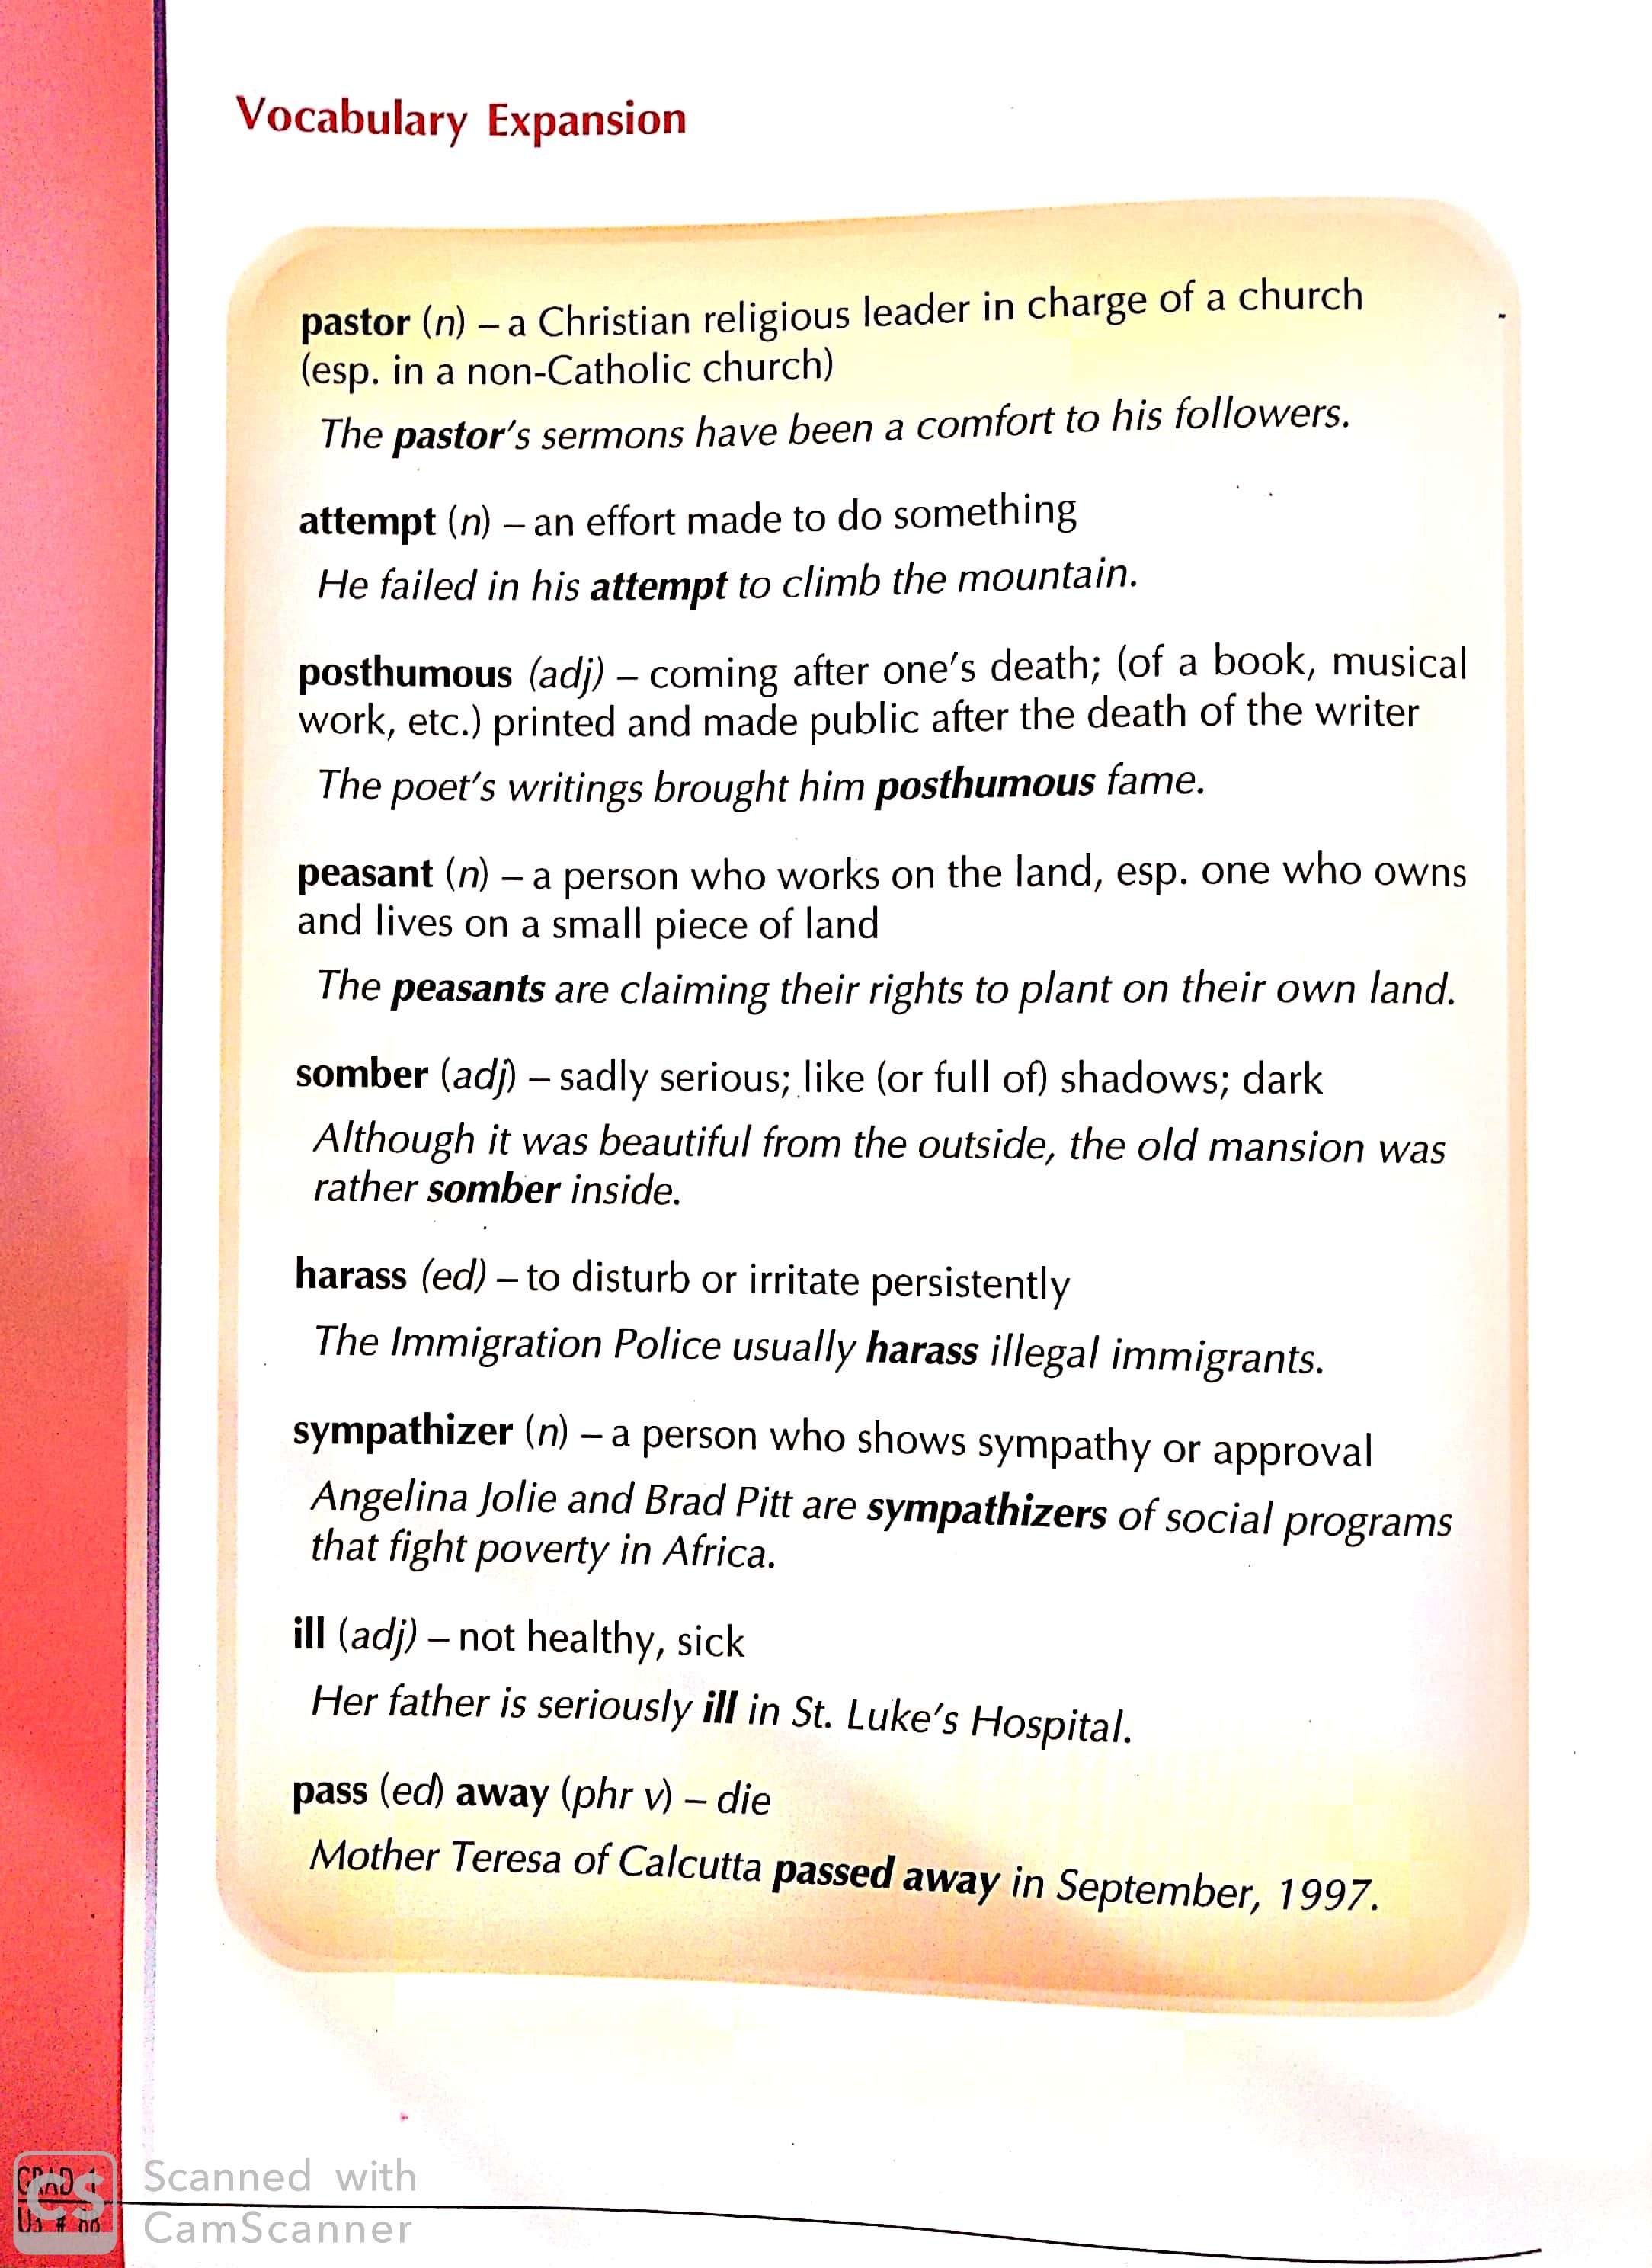 Vocabulary Expansion
pastor (n) – a Christian religious leader in charge of a church
(esp. in a non-Catholic church)
The pastor's sermons have been a comfort to his followers.
attempt (n) – an effort made to do something
He failed in his attempt to climb the mountain.
posthumous (adj) – coming after one's death; (of a book, musical
work, etc.) printed and made public after the death of the writer
The poet's writings brought him posthumous fame.
peasant (n) – a person who works on the land, esp. one who owns
and lives on a small piece of land
The peasants are claiming their rights to plant on their own land.
somber (adj) – sadly serious; like (or full of) shadows; dark
Although it was beautiful from the outside, the old mansion was
rather somber inside.
harass (ed) – to disturb or irritate persistently
The Immigration Police usually harass illegal immigrants.
sympathizer (n) – a person who shows sympathy or approval
Angelina Jolie and Brad Pitt are sympathizers of social programs
that fight poverty in Africa.
ill (adj) – not healthy, sick
Her father is seriously ill in St. Luke's Hospital.
pass (ed) away (phr v) – die
Mother Teresa of Calcutta passed away in September, 1997.
CS
Scanned with
CamScanner